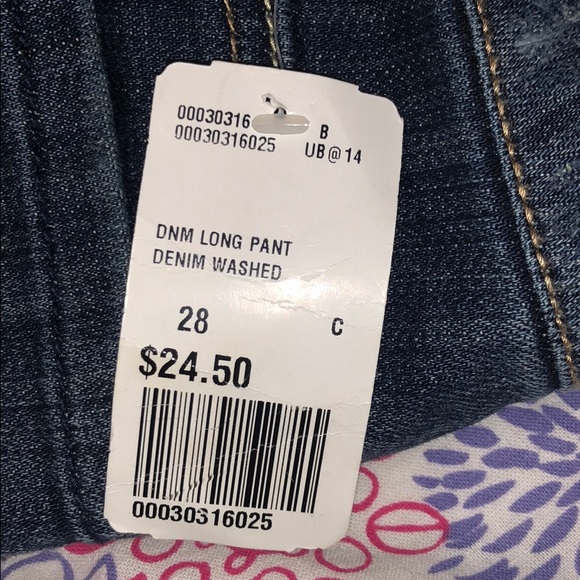 00030316 B
00030316025 UB@14
DNM LONG PANT
DENIM WASHED
28 C
$24.50
00030316025